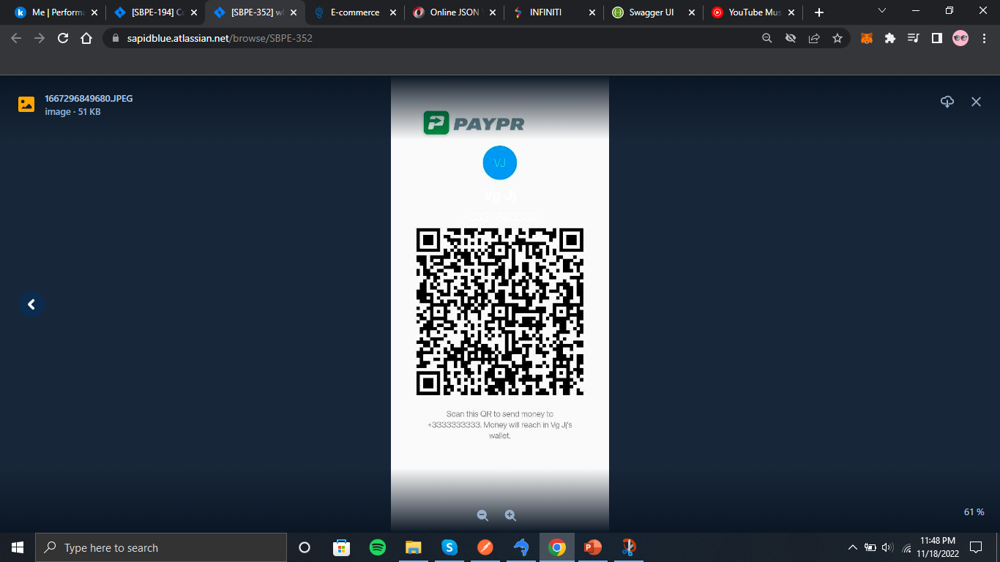 Me | Performa
[SBPE-194] Co
[SBPE-352] wh
E-commerce
Online JSON
INFINITI
Swagger UI
YouTube Mus
sapidblue.atlassian.net/browse/SBPE-352
1667296849680.JPEG
image · 51 KB
PAYPR
VJ
Vg Jj
Scan this QR to send money to
+3333333333. Money will reach in Vg Jj's
wallet.
61 %
Type here to search
11:48 PM
11/18/2022